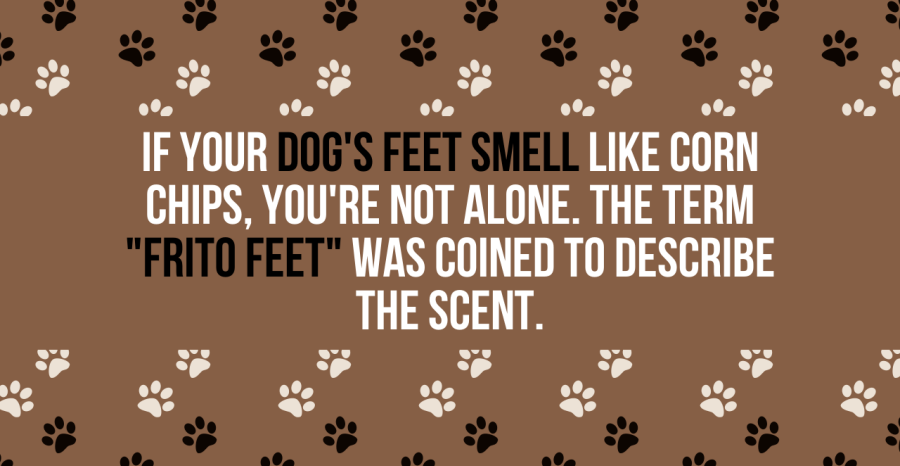 IF YOUR DOG'S FEET SMELL LIKE CORN
CHIPS, YOU'RE NOT ALONE. THE TERM
"FRITO FEET" WAS COINED TO DESCRIBE
THE SCENT.